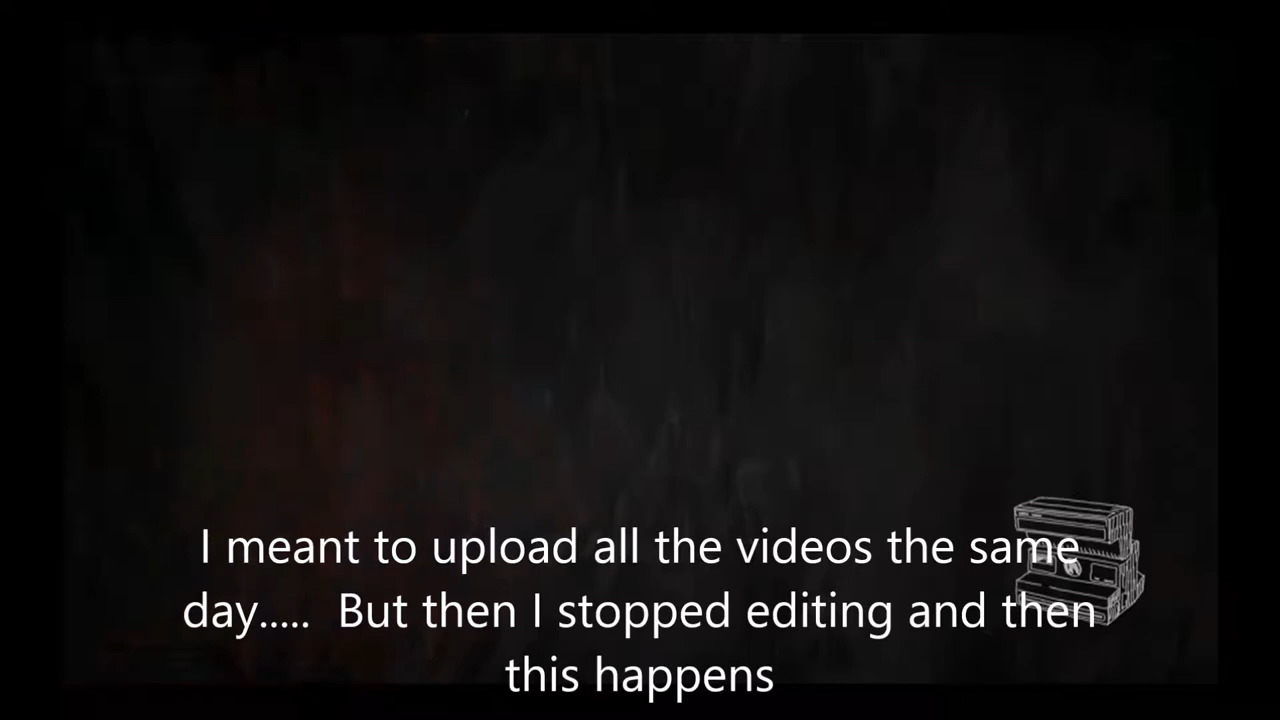 I meant to upload all the videos the same
day.....  But then I stopped editing and then
this happens